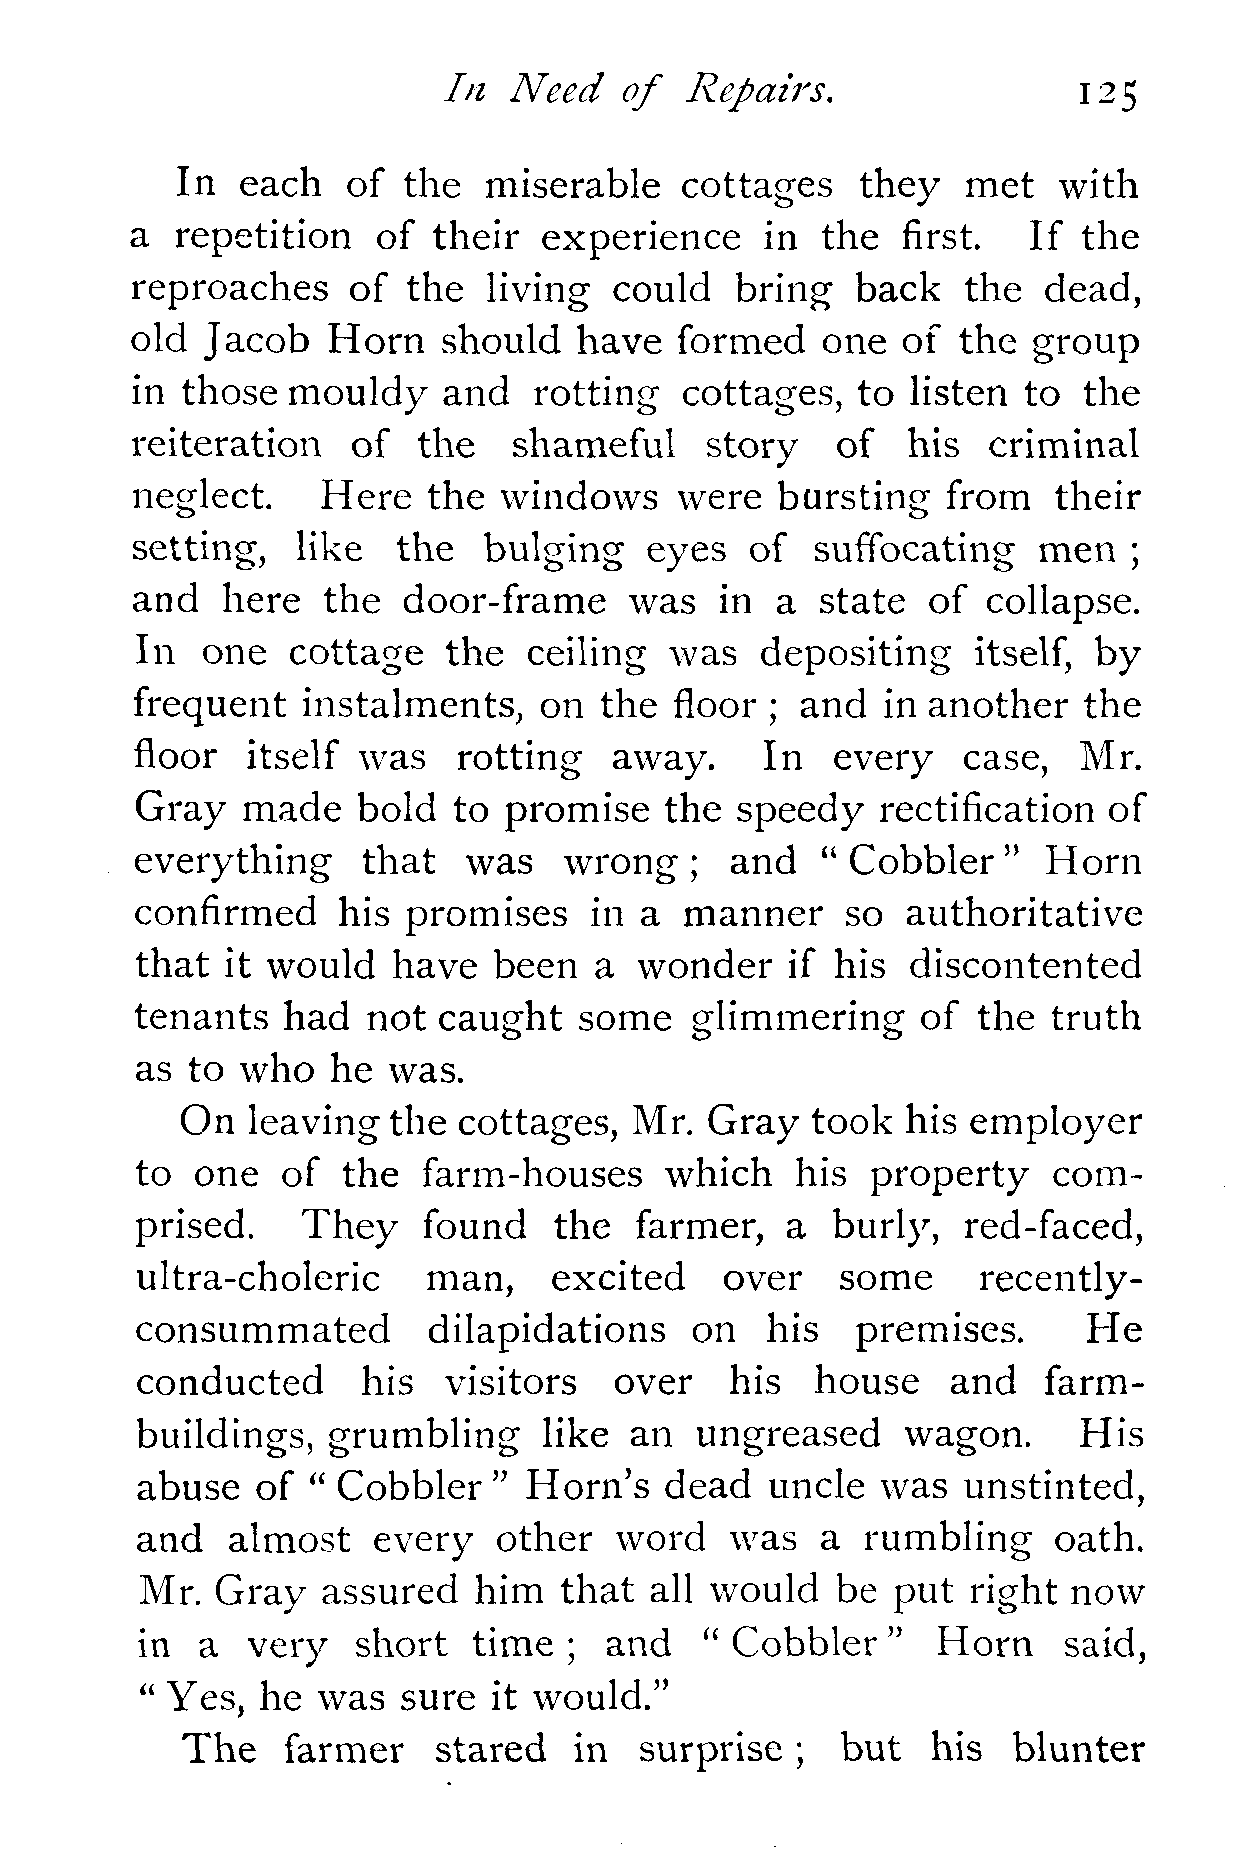 In Need of Repairs. 125
In each of the miserable cottages they met with
a repetition of their experience in the first. If the
reproaches of the living could bring back the dead,
old Jacob Horn should have formed one of the group
in those mouldy and rotting cottages, to listen to the
reiteration of the shameful story of his criminal
neglect. Here the windows were bursting from their
setting, like the bulging eyes of suffocating men ;
and here the door-frame was in a state of collapse.
In one cottage the ceiling was depositing itself, by
frequent instalments, on the floor ; and in another the
floor itself was rotting away. In every case, Mr.
Gray made bold to promise the speedy rectification of
everything that was wrong ; and “ Cobbler ” Horn
confirmed his promises in a manner so authoritative
that it would have been a wonder if his discontented
tenants had not caught some glimmering of the truth
as to who he was.
On leaving the cottages, Mr. Gray took his employer
to one of the farm-houses which his property com-
prised. They found the farmer, a burly, red-faced,
ultra-choleric man, excited over some recently-
consummated dilapidations on his premises. He
conducted his visitors over his house and farm-
buildings, grumbling like an ungreased wagon. His
abuse of “ Cobbler ” Horn’s dead uncle was unstinted,
and almost every other word was a rumbling oath.
Mr. Gray assured him that all would be put right now
in a very short time ; and “ Cobbler ” Horn said,
“ Yes, he was sure it would.”
The farmer stared in surprise ; but his blunter